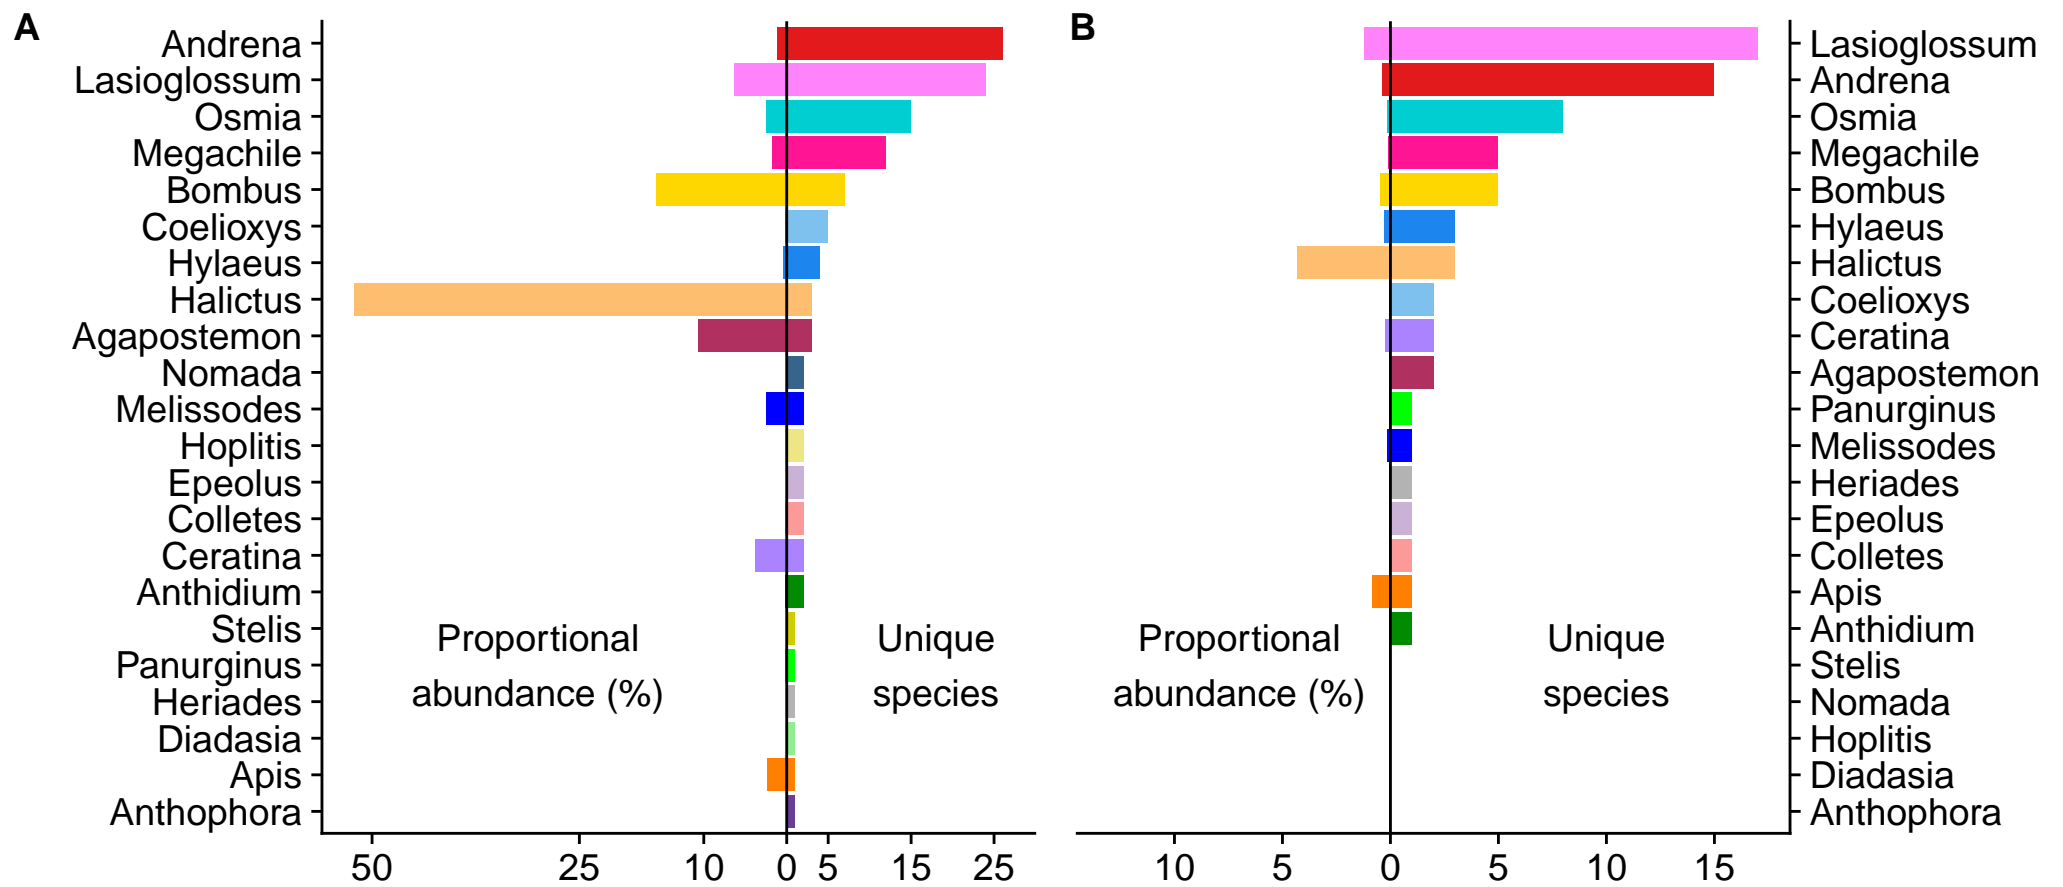 A
Andrena
Lasioglossum
Osmia
Megachile
Bombus
Coelioxys
Hylaeus
Halictus
Agapostemon
Nomada
Melissodes
Hoplitis
Epeolus
Colletes
Ceratina
Anthidium
Stelis
Panurginus
Heriades
Diadasia
Apis
Anthophora
Proportional
abundance (%)
Unique
species
50 25 10 0 5 15 25
B
Lasioglossum
Andrena
Osmia
Megachile
Bombus
Hylaeus
Halictus
Coelioxys
Ceratina
Agapostemon
Panurginus
Melissodes
Heriades
Epeolus
Colletes
Apis
Anthidium
Stelis
Nomada
Hoplitis
Diadasia
Anthophora
Proportional
abundance (%)
Unique
species
10 5 0 5 10 15